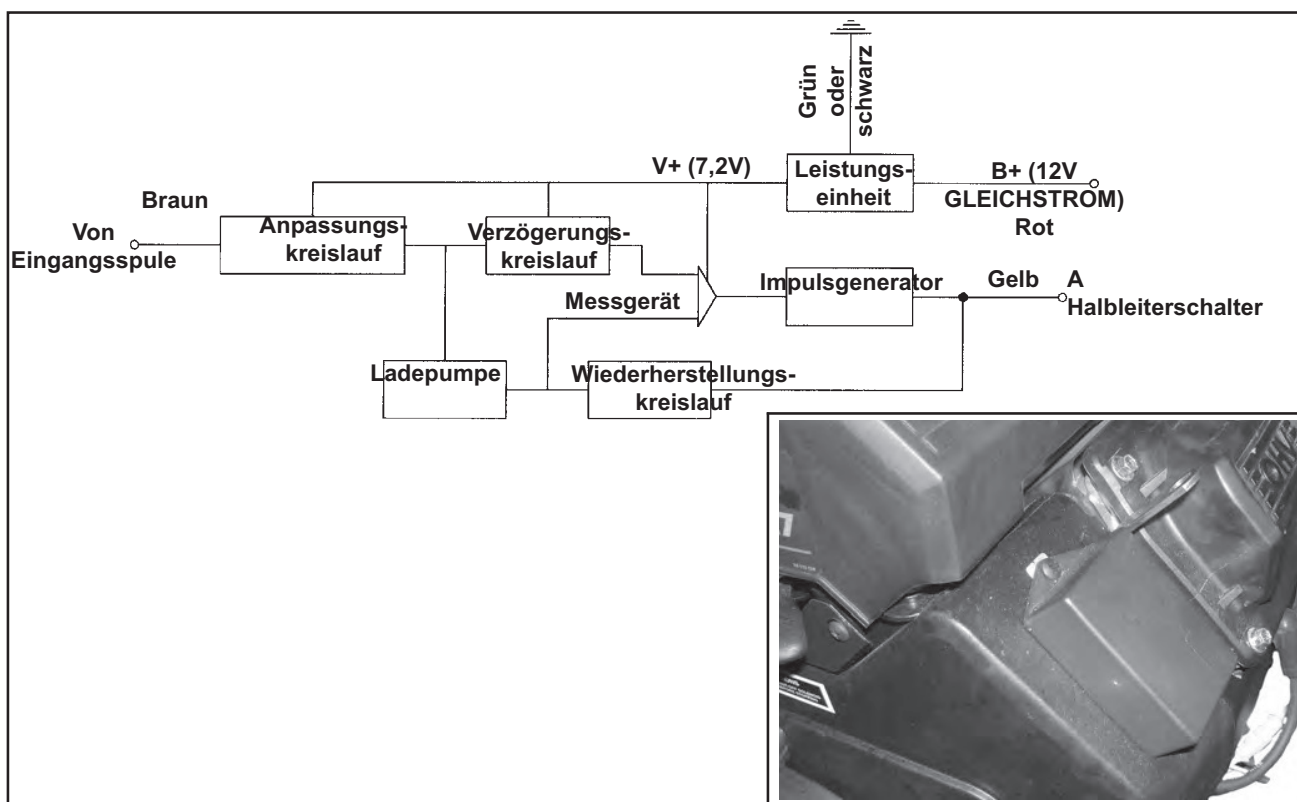 Grün
oder
schwarz
V+ (7,2V)
Leistungs-
einheit
B+ (12V
GLEICHSTROM)
Rot
Braun
Von
Eingangsspule
Anpassungs-
kreislauf
Verzögerungs-
kreislauf
Messgerät
Impulsgenerator
Gelb
A
Halbleiterschalter
Ladepumpe
Wiederherstellungs-
kreislauf